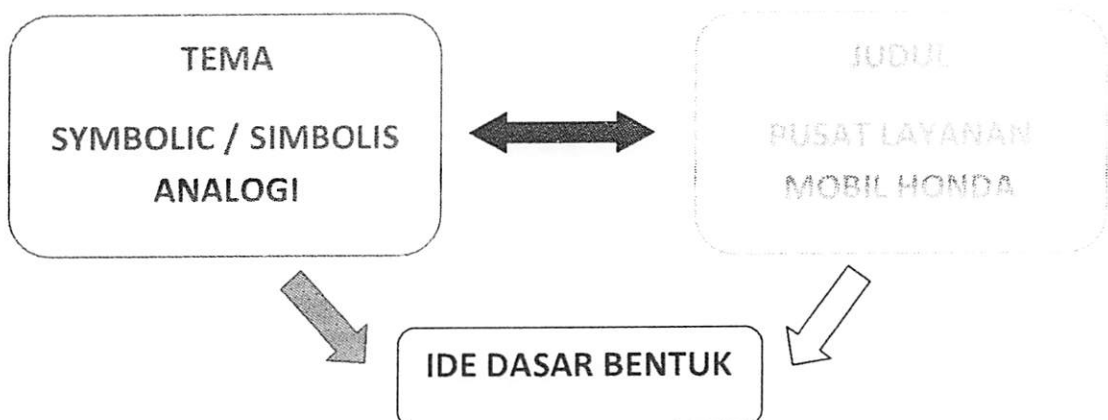 TEMA
SYMBOLIC / SIMBOLIS
ANALOGI
JUDUL
PUSAT LAYANAN
MOBIL HONDA
IDE DASAR BENTUK